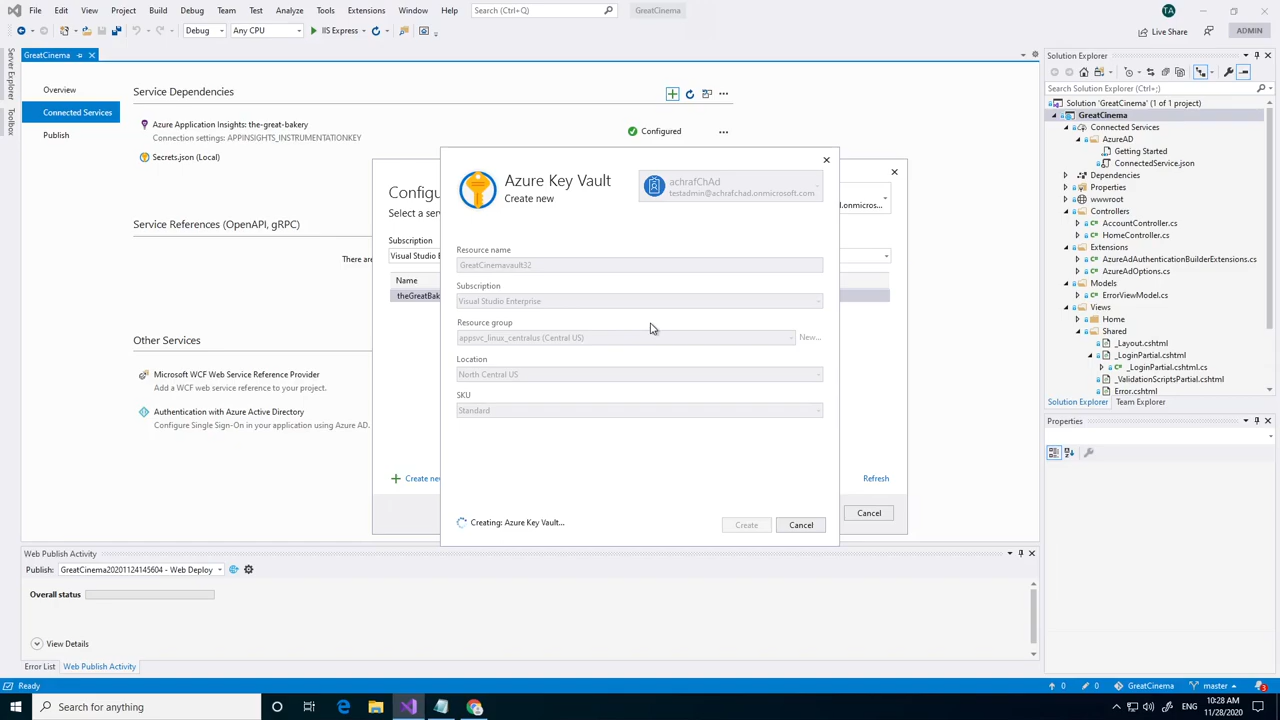 File Edit View Project Build Debug Team Test Analyze Tools Extensions Window Help Search (Ctrl+;) GreatCinema TA
Debug Any CPU IIS Express Live Share ADMIN
Server Explorer
Toolbox
GreatCinema
Overview
Connected Services
Publish
Service Dependencies
Azure Application Insights: the-great-bakery
Connection settings: APPINSIGHTS_INSTRUMENTATIONKEY
Configured
Secrets.json (Local)
Service References (OpenAPI, gRPC)
There are
Other Services
Microsoft WCF Web Service Reference Provider
Add a WCF web service reference to your project.
Authentication with Azure Active Directory
Configure Single Sign-On in your application using Azure AD.
Select a ser
Subscription
Visual Studio E
Name
theGreatBak
d.onmicros...
Create new
Refresh
Cancel
Azure Key Vault
Create new
achrafChAd
testadmin@achrafchad.onmicrosoft.com
Resource name
GreatCinemavault32
Subscription
Visual Studio Enterprise
Resource group
appsvc_linux_centralus (Central US)
New...
Location
North Central US
SKU
Standard
Creating: Azure Key Vault...
Create Cancel
Solution Explorer
Search Solution Explorer (Ctrl+;)
Solution 'GreatCinema' (1 of 1 project)
GreatCinema
Connected Services
AzureAD
Getting Started
ConnectedService.json
Dependencies
Properties
wwwroot
Controllers
AccountController.cs
HomeController.cs
Extensions
AzureAdAuthenticationBuilderExtensions.cs
AzureAdOptions.cs
Models
ErrorViewModel.cs
Views
Home
Shared
_Layout.cshtml
_LoginPartial.cshtml
_LoginPartial.cshtml.cs
_ValidationScriptsPartial.cshtml
Error.cshtml
Solution Explorer Team Explorer
Properties
Web Publish Activity
Publish: GreatCinema20201124145604 - Web Deploy
Overall status
View Details
Error List Web Publish Activity
Ready 0 0 GreatCinema master 3
Search for anything
ENG
10:28 AM
11/28/2020